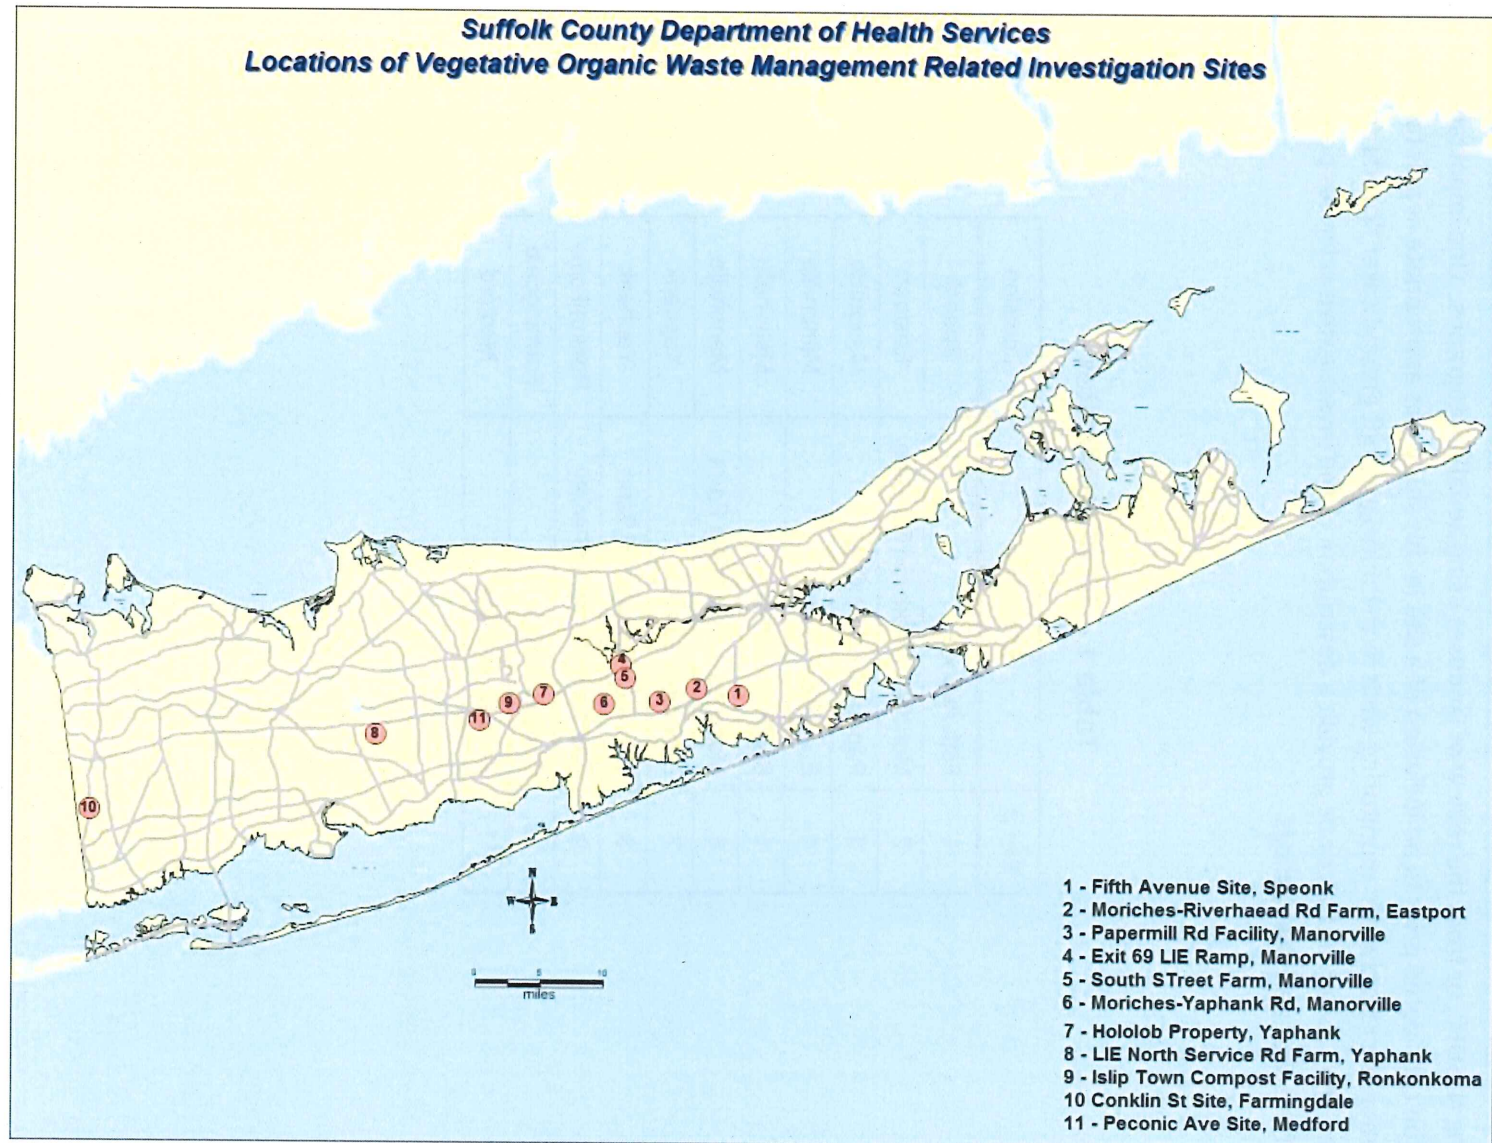 Suffolk County Department of Health Services
Locations of Vegetative Organic Waste Management Related Investigation Sites
4
5
7
2
1
9
6
3
11
8
10
N
W E
S
0 5 10
miles
1 - Fifth Avenue Site, Speonk
2 - Moriches-Riverhaead Rd Farm, Eastport
3 - Papermill Rd Facility, Manorville
4 - Exit 69 LIE Ramp, Manorville
5 - South STreet Farm, Manorville
6 - Moriches-Yaphank Rd, Manorville
7 - Hololob Property, Yaphank
8 - LIE North Service Rd Farm, Yaphank
9 - Islip Town Compost Facility, Ronkonkoma
10 Conklin St Site, Farmingdale
11 - Peconic Ave Site, Medford